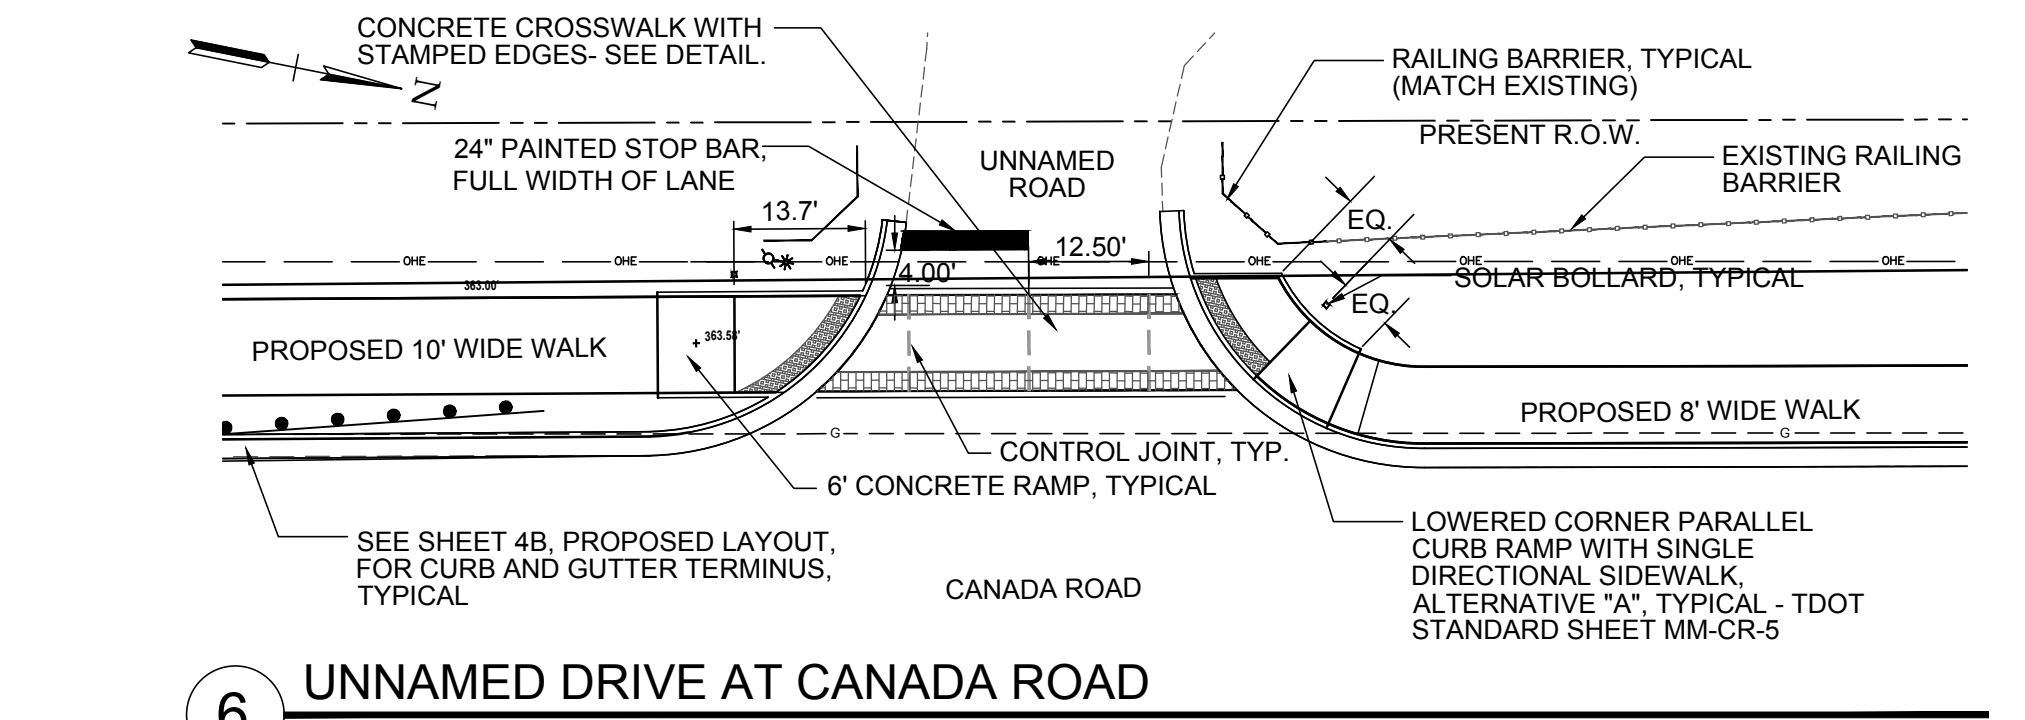 CONCRETE CROSSWALK WITH
STAMPED EDGES- SEE DETAIL.
N
RAILING BARRIER, TYPICAL
(MATCH EXISTING)
PRESENT R.O.W.
24" PAINTED STOP BAR,
FULL WIDTH OF LANE
UNNAMED
ROAD
EXISTING RAILING
BARRIER
13.7'
EQ.
12.50'
4.00'
OHE
OHE
OHE
OHE
OHE
OHE
OHE
OHE
SOLAR BOLLARD, TYPICAL
363.00'
EQ.
363.58'
PROPOSED 10' WIDE WALK
PROPOSED 8' WIDE WALK
G
G
CONTROL JOINT, TYP.
6' CONCRETE RAMP, TYPICAL
SEE SHEET 4B, PROPOSED LAYOUT,
FOR CURB AND GUTTER TERMINUS,
TYPICAL
CANADA ROAD
LOWERED CORNER PARALLEL
CURB RAMP WITH SINGLE
DIRECTIONAL SIDEWALK,
ALTERNATIVE "A", TYPICAL - TDOT
STANDARD SHEET MM-CR-5
6
UNNAMED DRIVE AT CANADA ROAD